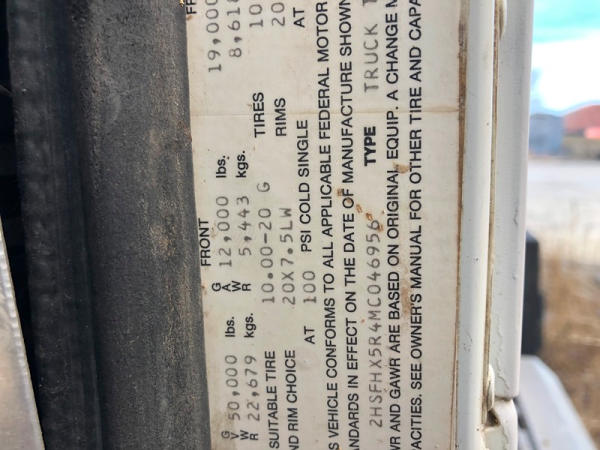 FRONT
G G
V 50,000 lbs. A 12,000 lbs. 19,000
W W
R 22,679 kgs. R 5,443 kgs. 8,618
SUITABLE TIRE 10.00-20 G TIRES 10
ND RIM CHOICE 20X7.5LW RIMS 20
AT 100 PSI COLD SINGLE AT
S VEHICLE CONFORMS TO ALL APPLICABLE FEDERAL MOTOR
ANDARDS IN EFFECT ON THE DATE OF MANUFACTURE SHOWN
2HSFHX5R4MC046956 TYPE TRUCK
WR AND GAWR ARE BASED ON ORIGINAL EQUIP. A CHANGE M
ACITIES. SEE OWNER'S MANUAL FOR OTHER TIRE AND CAPA